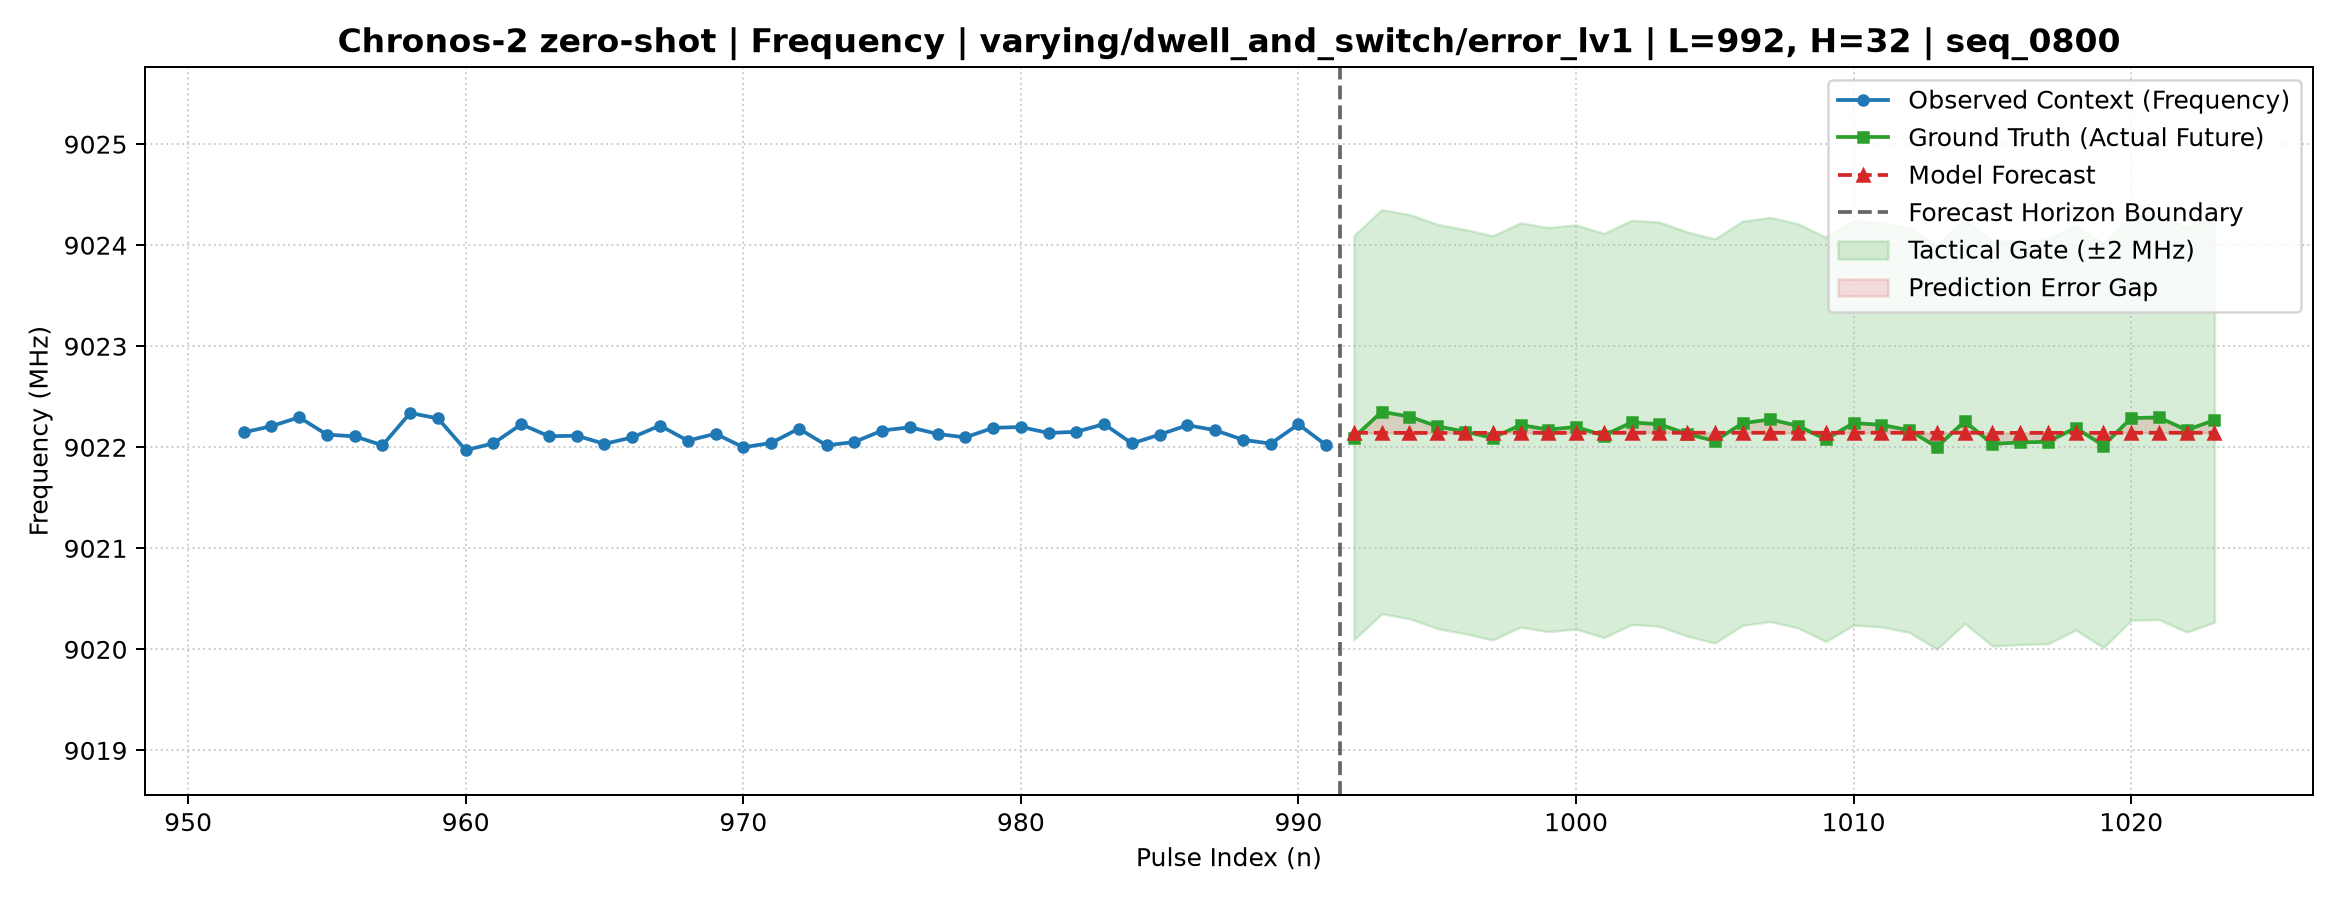 Chronos-2 zero-shot | Frequency | varying/dwell_and_switch/error_lv1 | L=992, H=32 | seq_0800
Observed Context (Frequency)
Ground Truth (Actual Future)
Model Forecast
Forecast Horizon Boundary
Tactical Gate (±2 MHz)
Prediction Error Gap
Frequency (MHz)
9025
9024
9023
9022
9021
9020
9019
950 960 970 980 990 1000 1010 1020
Pulse Index (n)